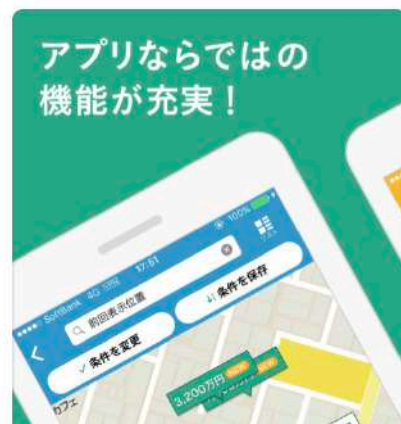 アプリならではの
機能が充実！
SoftBank 4G
17:51
100%
前回表示位置
条件を変更
条件を保存
カフェ
3,200万円